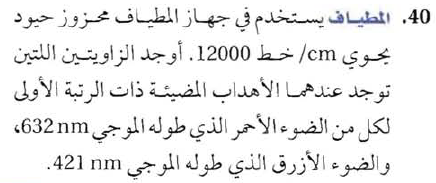 40. المطياف يستخدم في جهاز المطياف محزوز حيود
يحوي 12000 خط /cm. أوجد الزاويتين اللتين
توجد عندهما الأهداب المضيئة ذات الرتبة الأولى
لكل من الضوء الأحمر الذي طوله الموجي 632 nm،
والضوء الأزرق الذي طوله الموجي 421 nm.